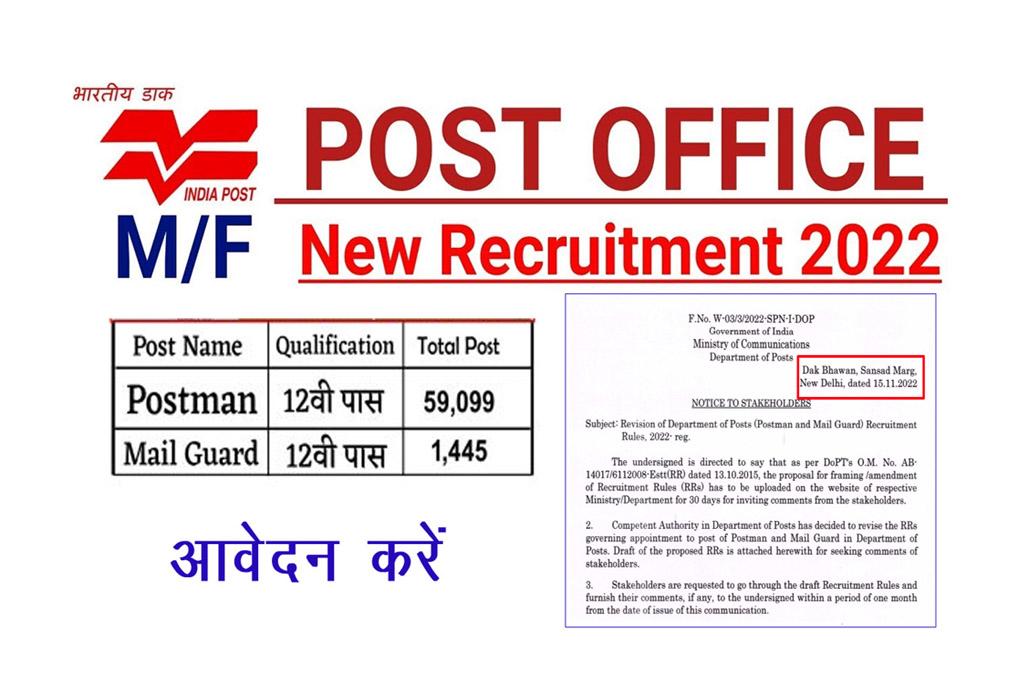 भारतीय डाक
INDIA POST
POST OFFICE
M/F
New Recruitment 2022
Post Name Qualification Total Post
Postman 12वी पास 59,099
Mail Guard 12वी पास 1,445
आवेदन करें
F.No. W-03/3/2022-SPN-I-DOP
Government of India
Ministry of Communications
Department of Posts
Dak Bhawan, Sansad Marg,
New Delhi, dated 15.11.2022
NOTICE TO STAKEHOLDERS
Subject: Revision of Department of Posts (Postman and Mail Guard) Recruitment
Rules, 2022- reg.
The undersigned is directed to say that as per DoPT's O.M. No. AB-
14017/6112008-Estt(RR) dated 13.10.2015, the proposal for framing /amendment
of Recruitment Rules (RRs) has to be uploaded on the website of respective
Ministry/Department for 30 days for inviting comments from the stakeholders.
2. Competent Authority in Department of Posts has decided to revise the RRs
governing appointment to post of Postman and Mail Guard in Department of
Posts. Draft of the proposed RRs is attached herewith for seeking comments of
stakeholders.
3. Stakeholders are requested to go through the draft Recruitment Rules and
furnish their comments, if any, to the undersigned within a period of one month
from the date of issue of this communication.